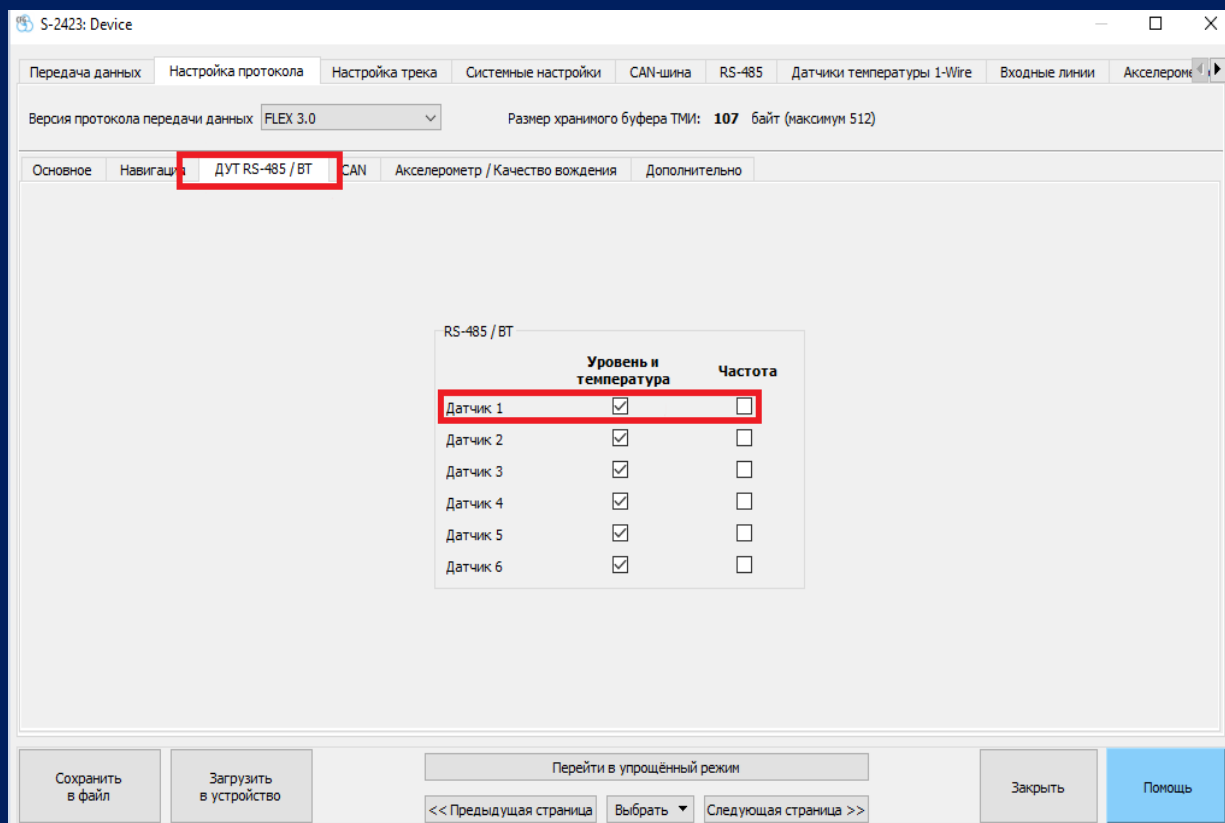 S-2423: Device
Передача данных Настройка протокола Настройка трека Системные настройки CAN-шина RS-485 Датчики температуры 1-Wire Входные линии
Версия протокола передачи данных FLEX 3.0 Размер хранимого буфера ТМИ: 107 байт (максимум 512)
Основное Навигация ДУТ RS-485 / BT CAN Акселерометр / Качество вождения Дополнительно
RS-485 / BT
Уровень и
температура Частота
Датчик 1
Датчик 2
Датчик 3
Датчик 4
Датчик 5
Датчик 6
Перейти в упрощённый режим
Сохранить
в файл
Загрузить
в устройство
Закрыть
Помощь
<< Предыдущая страница Выбрать Следующая страница >>